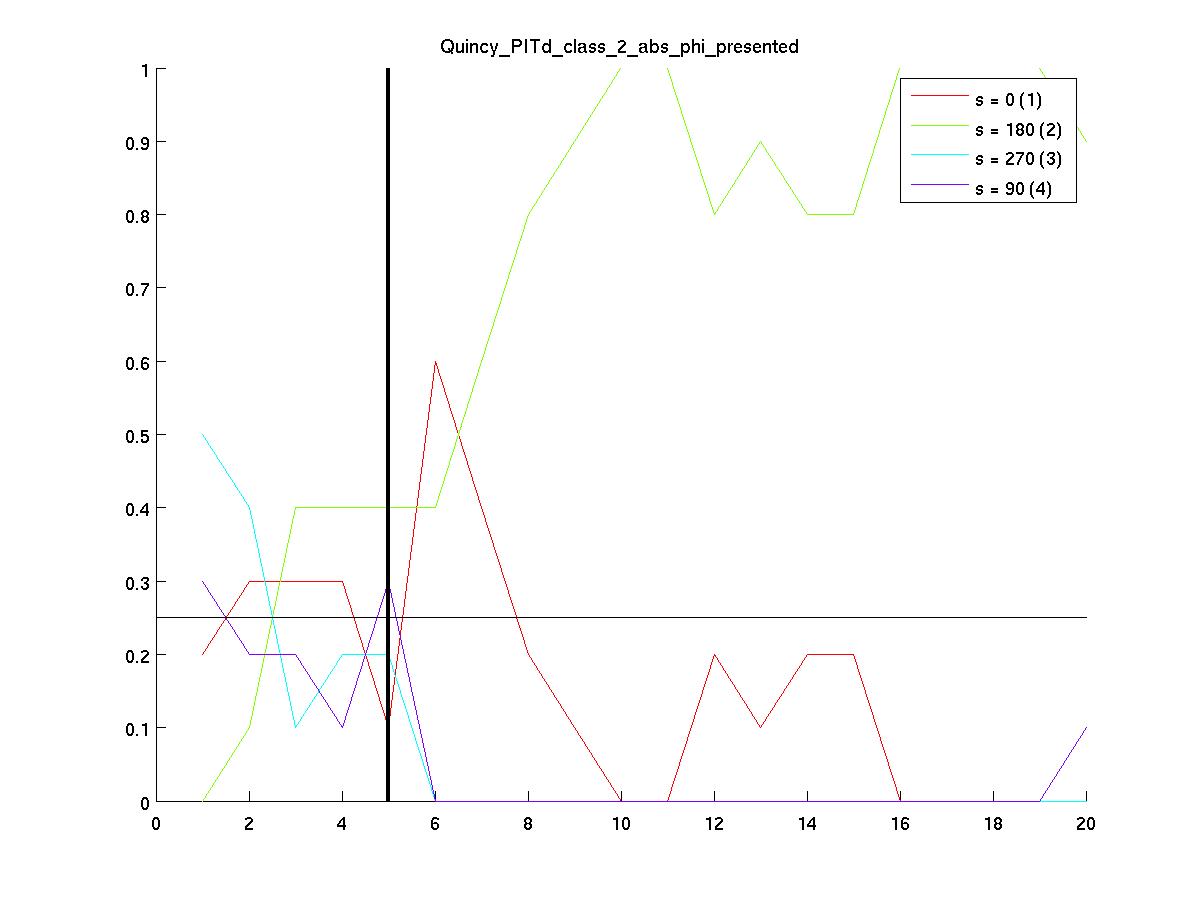 Quincy_PITd_class_2_abs_phi_presented
1
0.9
0.8
0.7
0.6
0.5
0.4
0.3
0.2
0.1
0
s = 0 (1)
s = 180 (2)
s = 270 (3)
s = 90 (4)
0 2 4 6 8 10 12 14 16 18 20